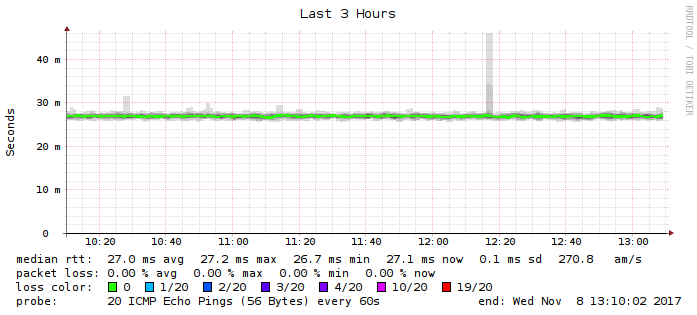 Last 3 Hours
RRDTOOL / TOBI OETIKER
Seconds
40 m
30 m
20 m
10 m
0
10:20 10:40 11:00 11:20 11:40 12:00 12:20 12:40 13:00
median rtt: 27.0 ms avg 27.2 ms max 26.7 ms min 27.1 ms now 0.1 ms sd 270.8 am/s
packet loss: 0.00 % avg 0.00 % max 0.00 % min 0.00 % now
loss color: 0 1/20 2/20 3/20 4/20 10/20 19/20
probe: 20 ICMP Echo Pings (56 Bytes) every 60s end: Wed Nov 8 13:10:02 2017